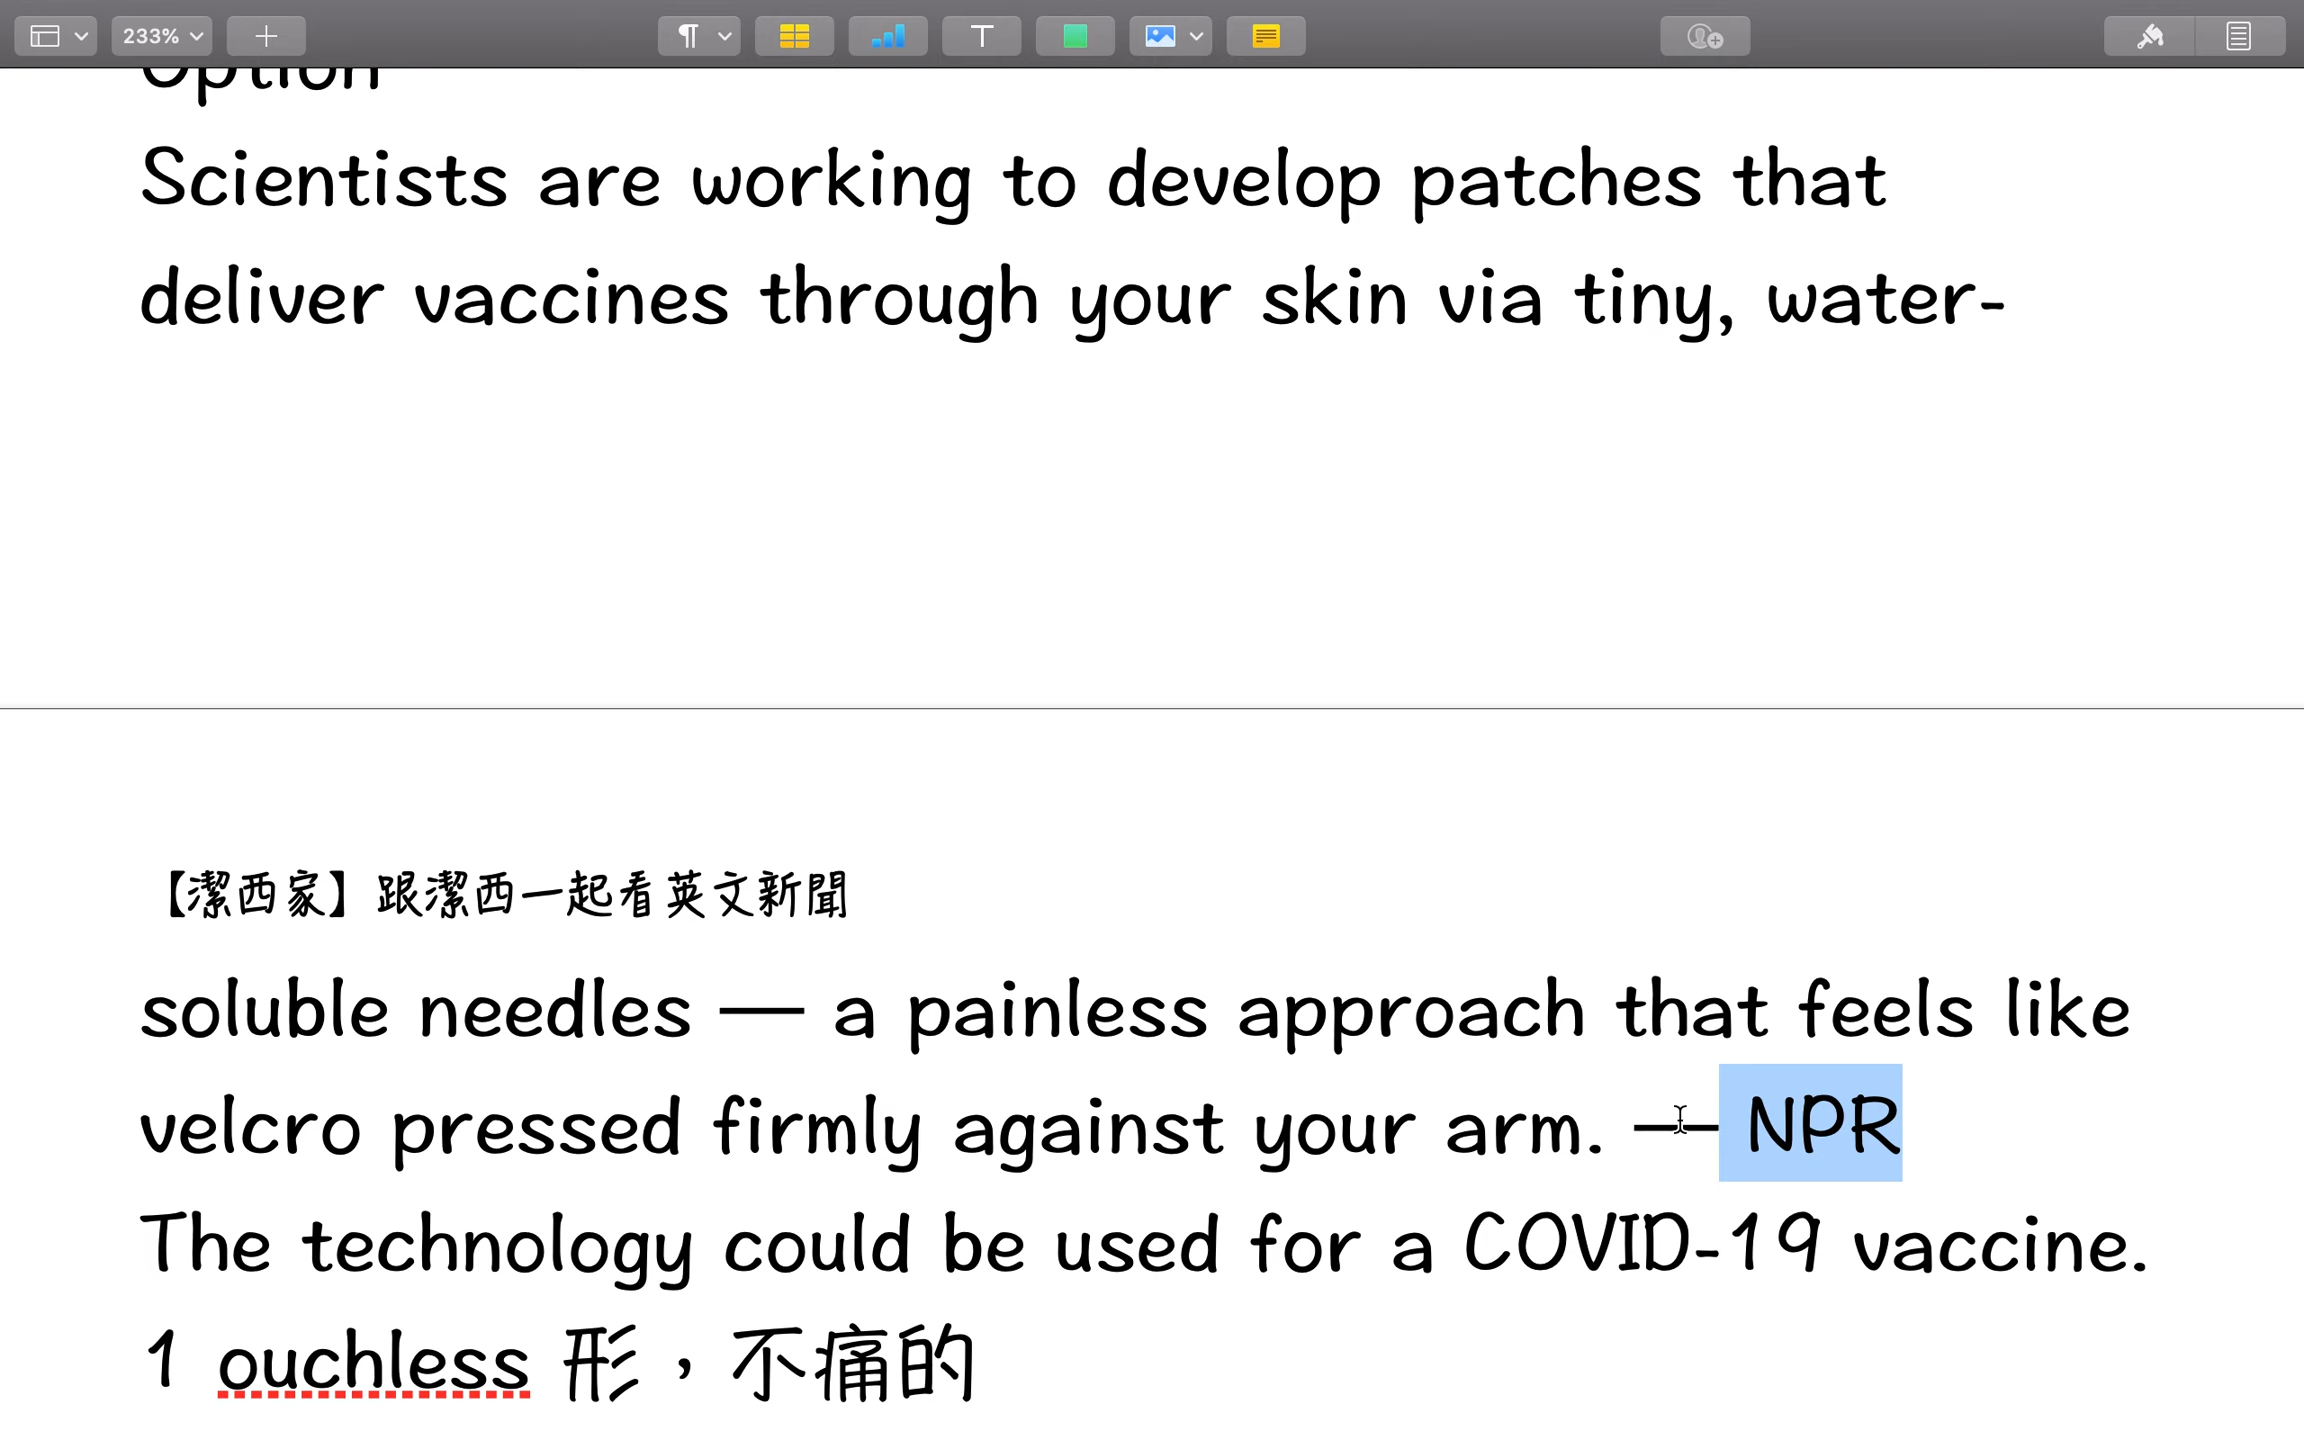 233%
Option
Scientists are working to develop patches that
deliver vaccines through your skin via tiny, water-
【潔西家】跟潔西一起看英文新聞
soluble needles — a painless approach that feels like
velcro pressed firmly against your arm. — NPR
The technology could be used for a COVID-19 vaccine.
1 ouchless 形，不痛的